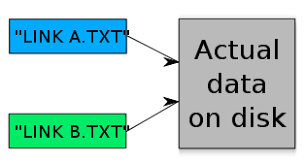 "LINK A.TXT"
Actual
data
on disk
"LINK B.TXT"